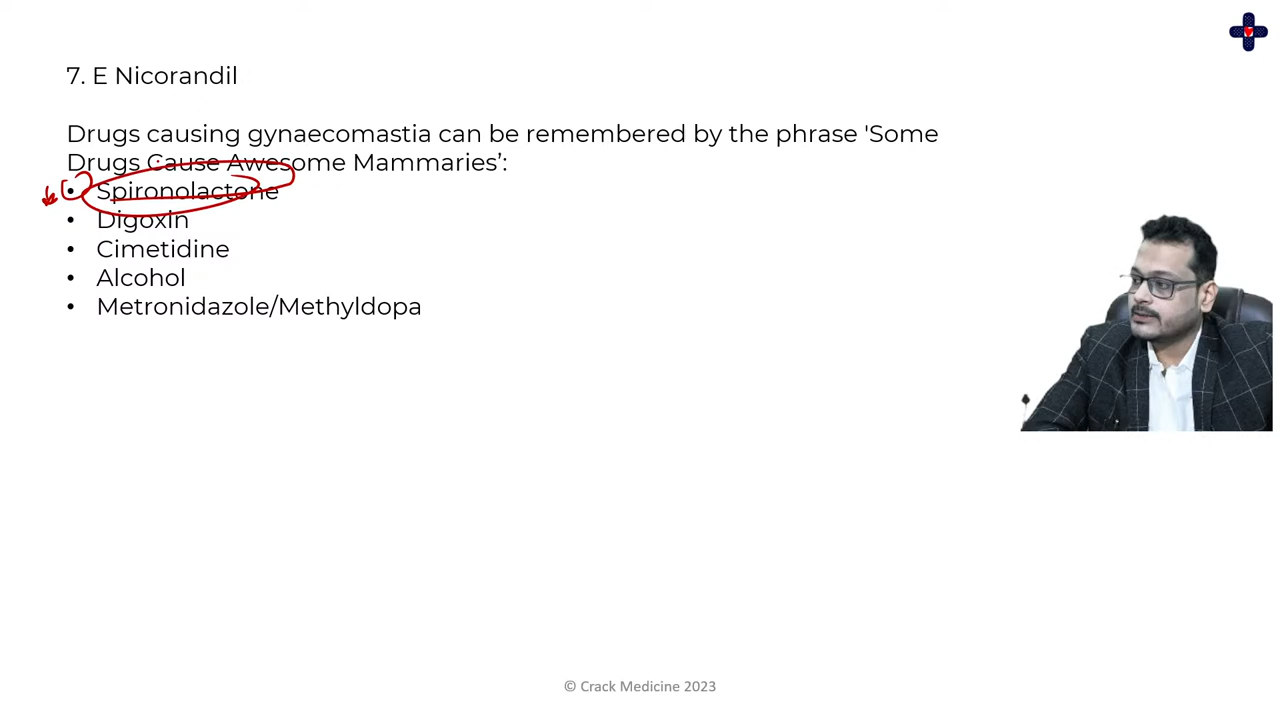 7. E Nicorandil
Drugs causing gynaecomastia can be remembered by the phrase 'Some
Drugs Cause Awesome Mammaries’:
• Spironolactone
• Digoxin
• Cimetidine
• Alcohol
• Metronidazole/Methyldopa
© Crack Medicine 2023